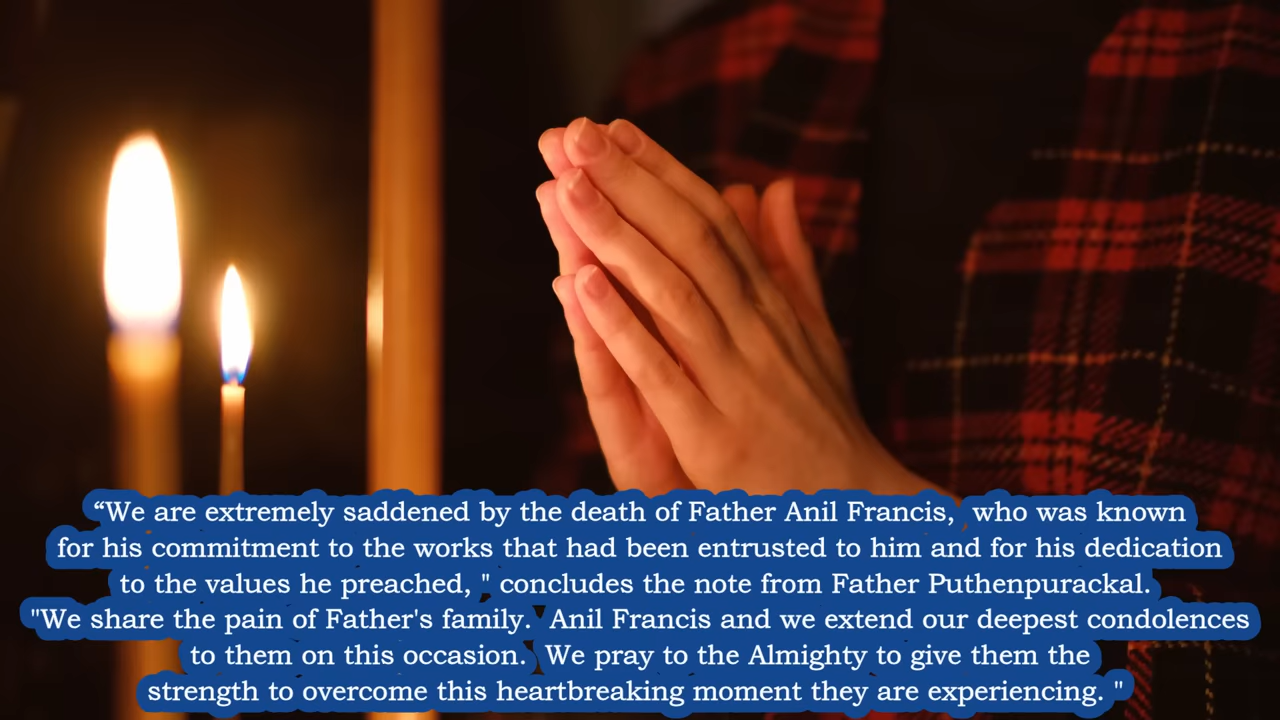 “We are extremely saddened by the death of Father Anil Francis,  who was known
for his commitment to the works that had been entrusted to him and for his dedication
to the values he preached, " concludes the note from Father Puthenpurackal.
"We share the pain of Father's family.  Anil Francis and we extend our deepest condolences
to them on this occasion.  We pray to the Almighty to give them the
strength to overcome this heartbreaking moment they are experiencing. "